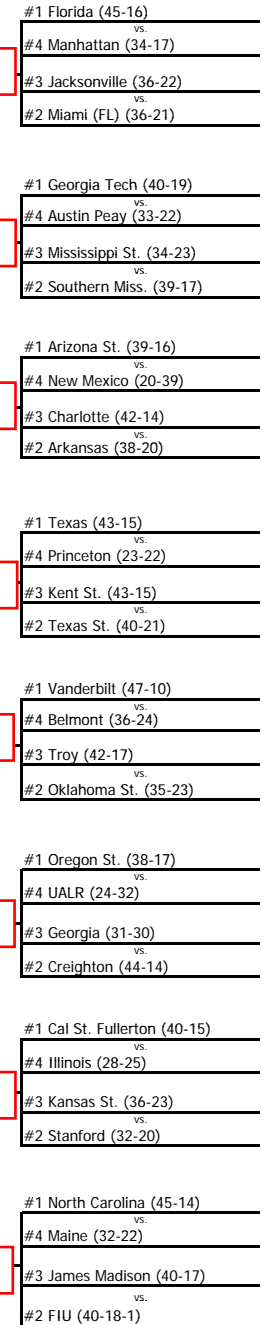 #1 Florida (45-16)
vs.
#4 Manhattan (34-17)
#3 Jacksonville (36-22)
vs.
#2 Miami (FL) (36-21)
#1 Georgia Tech (40-19)
vs.
#4 Austin Peay (33-22)
#3 Mississippi St. (34-23)
vs.
#2 Southern Miss. (39-17)
#1 Arizona St. (39-16)
vs.
#4 New Mexico (20-39)
#3 Charlotte (42-14)
vs.
#2 Arkansas (38-20)
#1 Texas (43-15)
vs.
#4 Princeton (23-22)
#3 Kent St. (43-15)
vs.
#2 Texas St. (40-21)
#1 Vanderbilt (47-10)
vs.
#4 Belmont (36-24)
#3 Troy (42-17)
vs.
#2 Oklahoma St. (35-23)
#1 Oregon St. (38-17)
vs.
#4 UALR (24-32)
#3 Georgia (31-30)
vs.
#2 Creighton (44-14)
#1 Cal St. Fullerton (40-15)
vs.
#4 Illinois (28-25)
#3 Kansas St. (36-23)
vs.
#2 Stanford (32-20)
#1 North Carolina (45-14)
vs.
#4 Maine (32-22)
#3 James Madison (40-17)
vs.
#2 FIU (40-18-1)